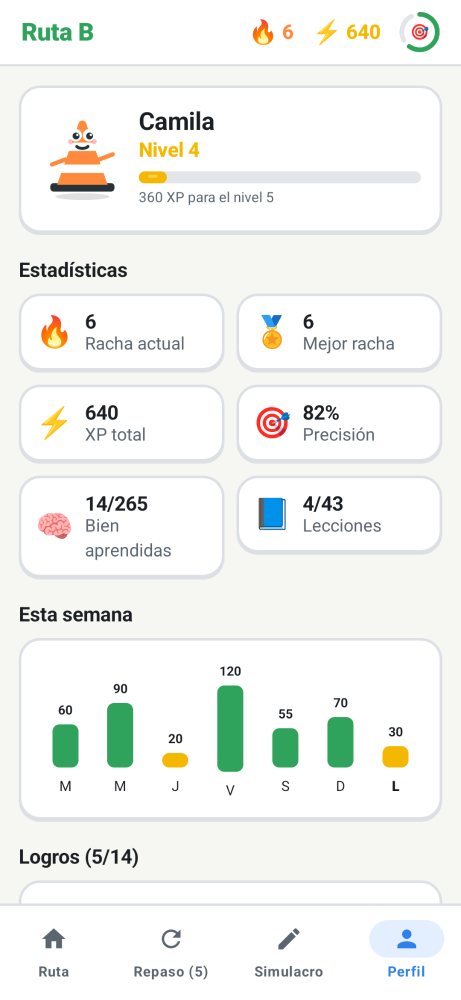 Ruta B
6
640
Camila
Nivel 4
360 XP para el nivel 5
Estadísticas
6
Racha actual
6
Mejor racha
640
XP total
82%
Precisión
14/265
Bien
aprendidas
4/43
Lecciones
Esta semana
60
90
20
120
55
70
30
M
M
J
V
S
D
L
Logros (5/14)
Ruta
Repaso (5)
Simulacro
Perfil